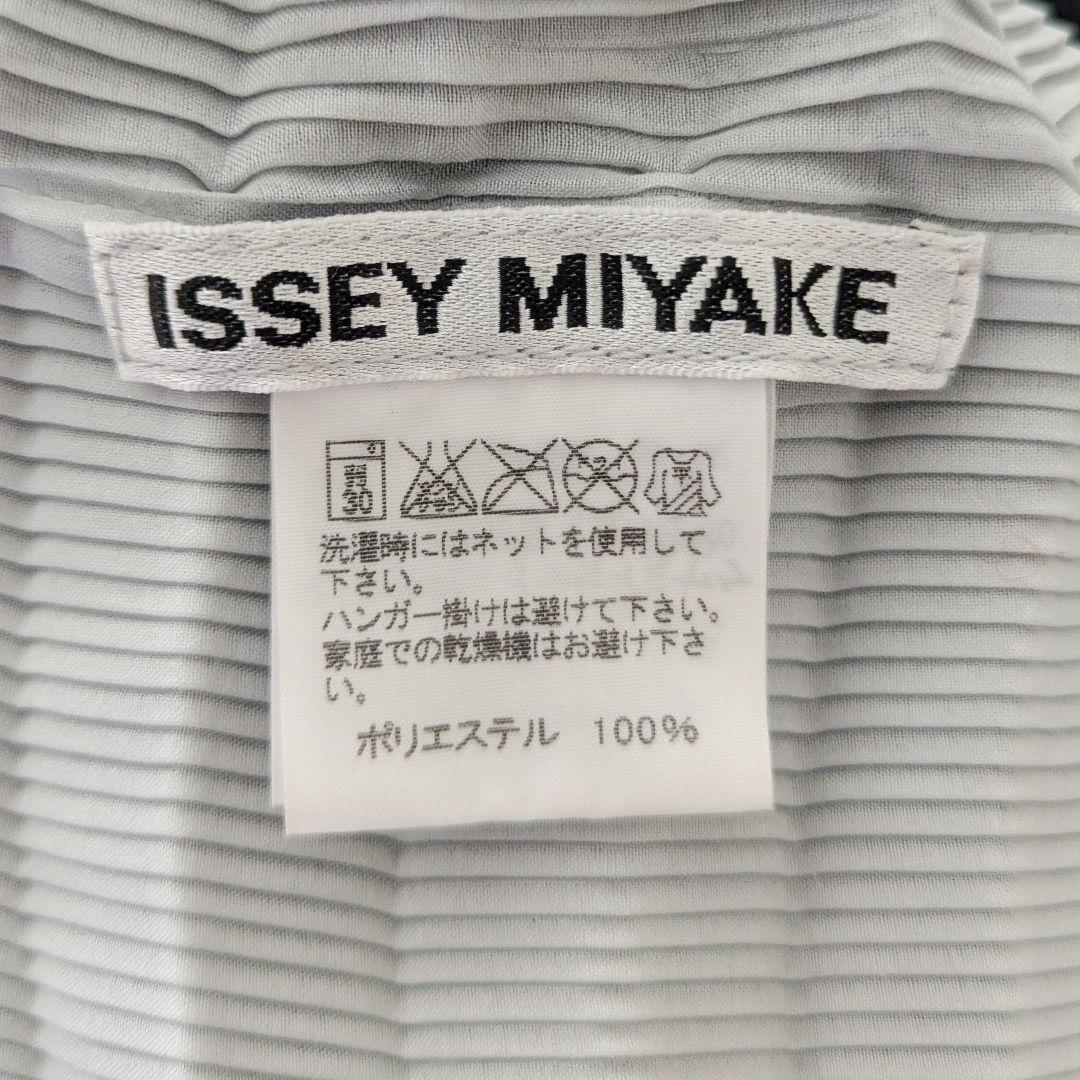 ISSEY MIYAKE
弱
30
洗濯時にはネットを使用して
下さい。
ハンガー掛けは避けて下さい。
家庭での乾燥機はお避け下さ
い。
ポリエステル 100%